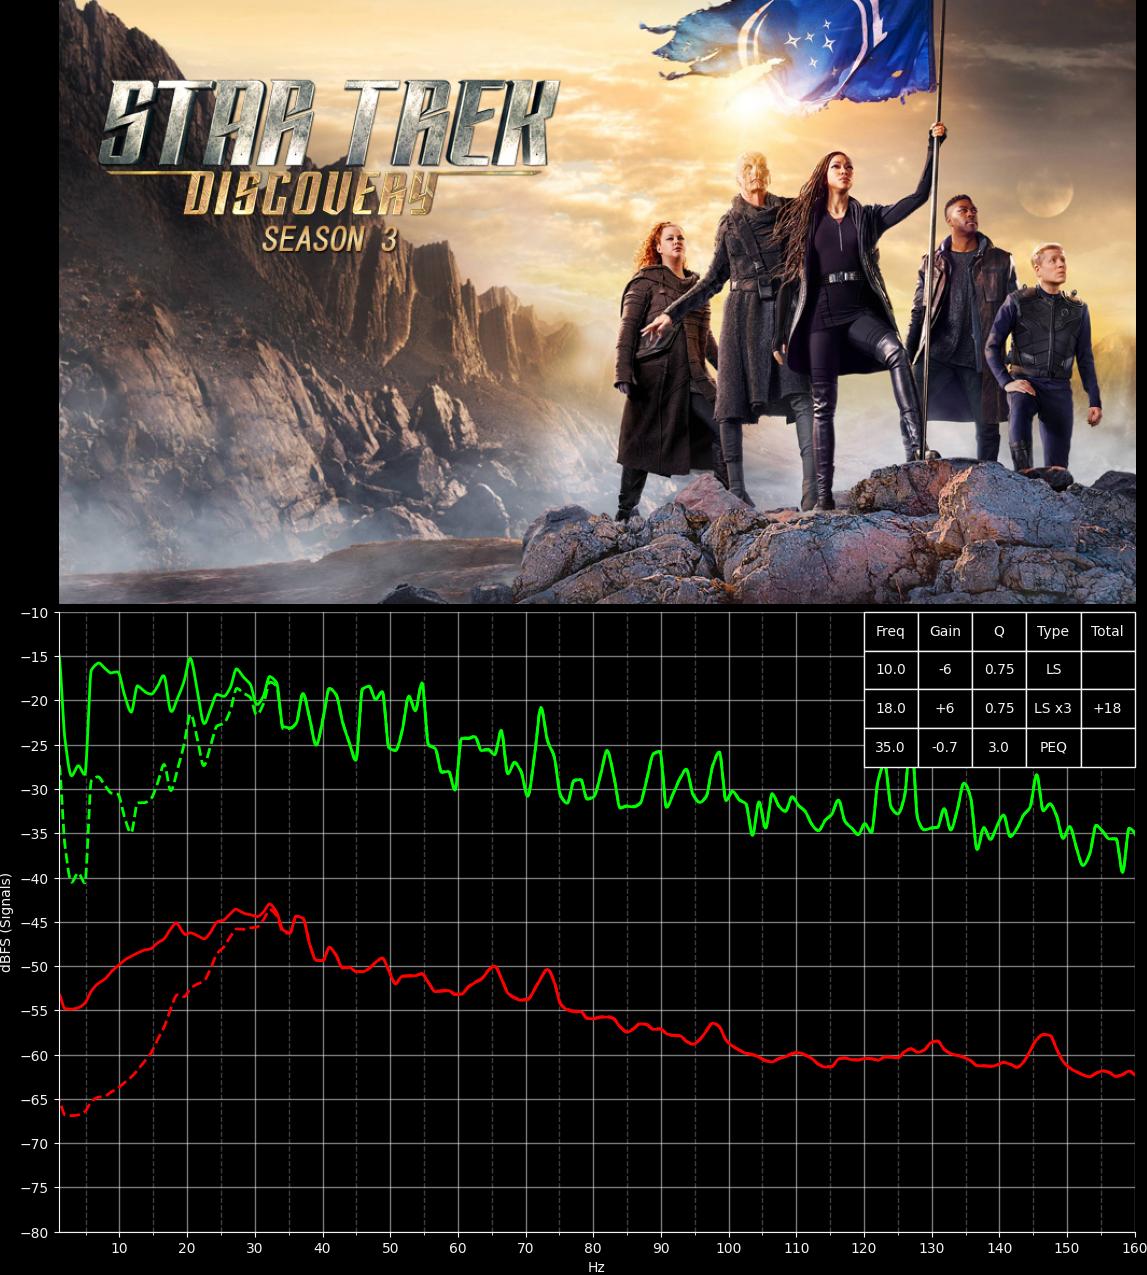 STAR TREK
DISCOVERY
SEASON 3
Freq Gain Q Type Total
10.0 -6 0.75 LS
18.0 +6 0.75 LS x3 +18
35.0 -0.7 3.0 PEQ
−10
−15
−20
−25
−30
−35
−40
−45
−50
−55
−60
−65
−70
−75
−80
dBFS (Signals)
10 20 30 40 50 60 70 80 90 100 110 120 130 140 150 160
Hz